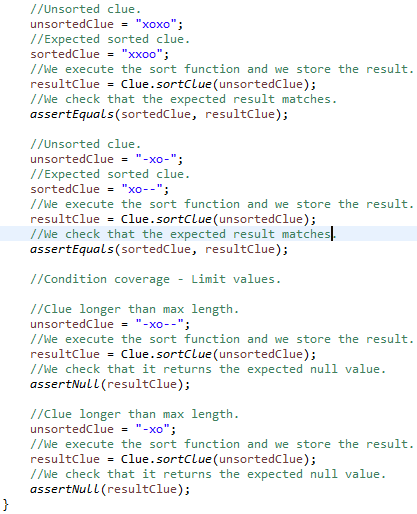 //Unsorted clue.
unsortedClue = "xoxo";
//Expected sorted clue.
sortedClue = "xxoo";
//We execute the sort function and we store the result.
resultClue = Clue.sortClue(unsortedClue);
//We check that the expected result matches.
assertEquals(sortedClue, resultClue);
//Unsorted clue.
unsortedClue = "-xo-";
//Expected sorted clue.
sortedClue = "xo--";
//We execute the sort function and we store the result.
resultClue = Clue.sortClue(unsortedClue);
//We check that the expected result matches.
assertEquals(sortedClue, resultClue);
//Condition coverage - Limit values.
//Clue longer than max length.
unsortedClue = "-xo--";
//We execute the sort function and we store the result.
resultClue = Clue.sortClue(unsortedClue);
//We check that it returns the expected null value.
assertNull(resultClue);
//Clue longer than max length.
unsortedClue = "-xo";
//We execute the sort function and we store the result.
resultClue = Clue.sortClue(unsortedClue);
//We check that it returns the expected null value.
assertNull(resultClue);
}